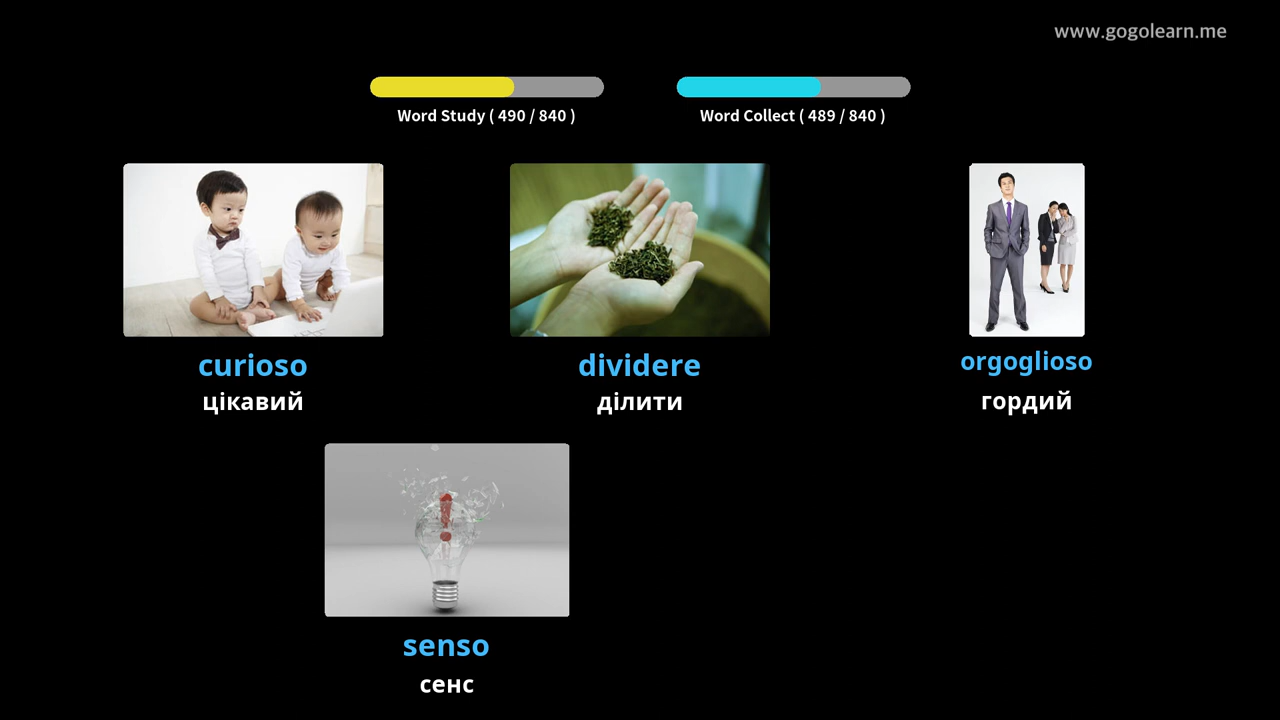 www.gogolearn.me
Word Study ( 490 / 840 )
Word Collect ( 489 / 840 )
curioso
цікавий
dividere
ділити
orgoglioso
гордий
senso
сенс